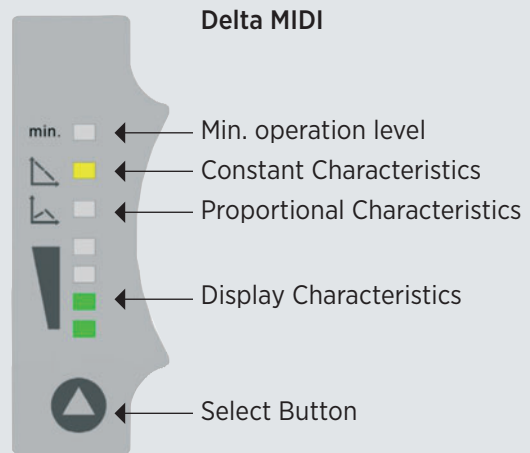 Delta MIDI
min.
Min. operation level
Constant Characteristics
Proportional Characteristics
Display Characteristics
Select Button